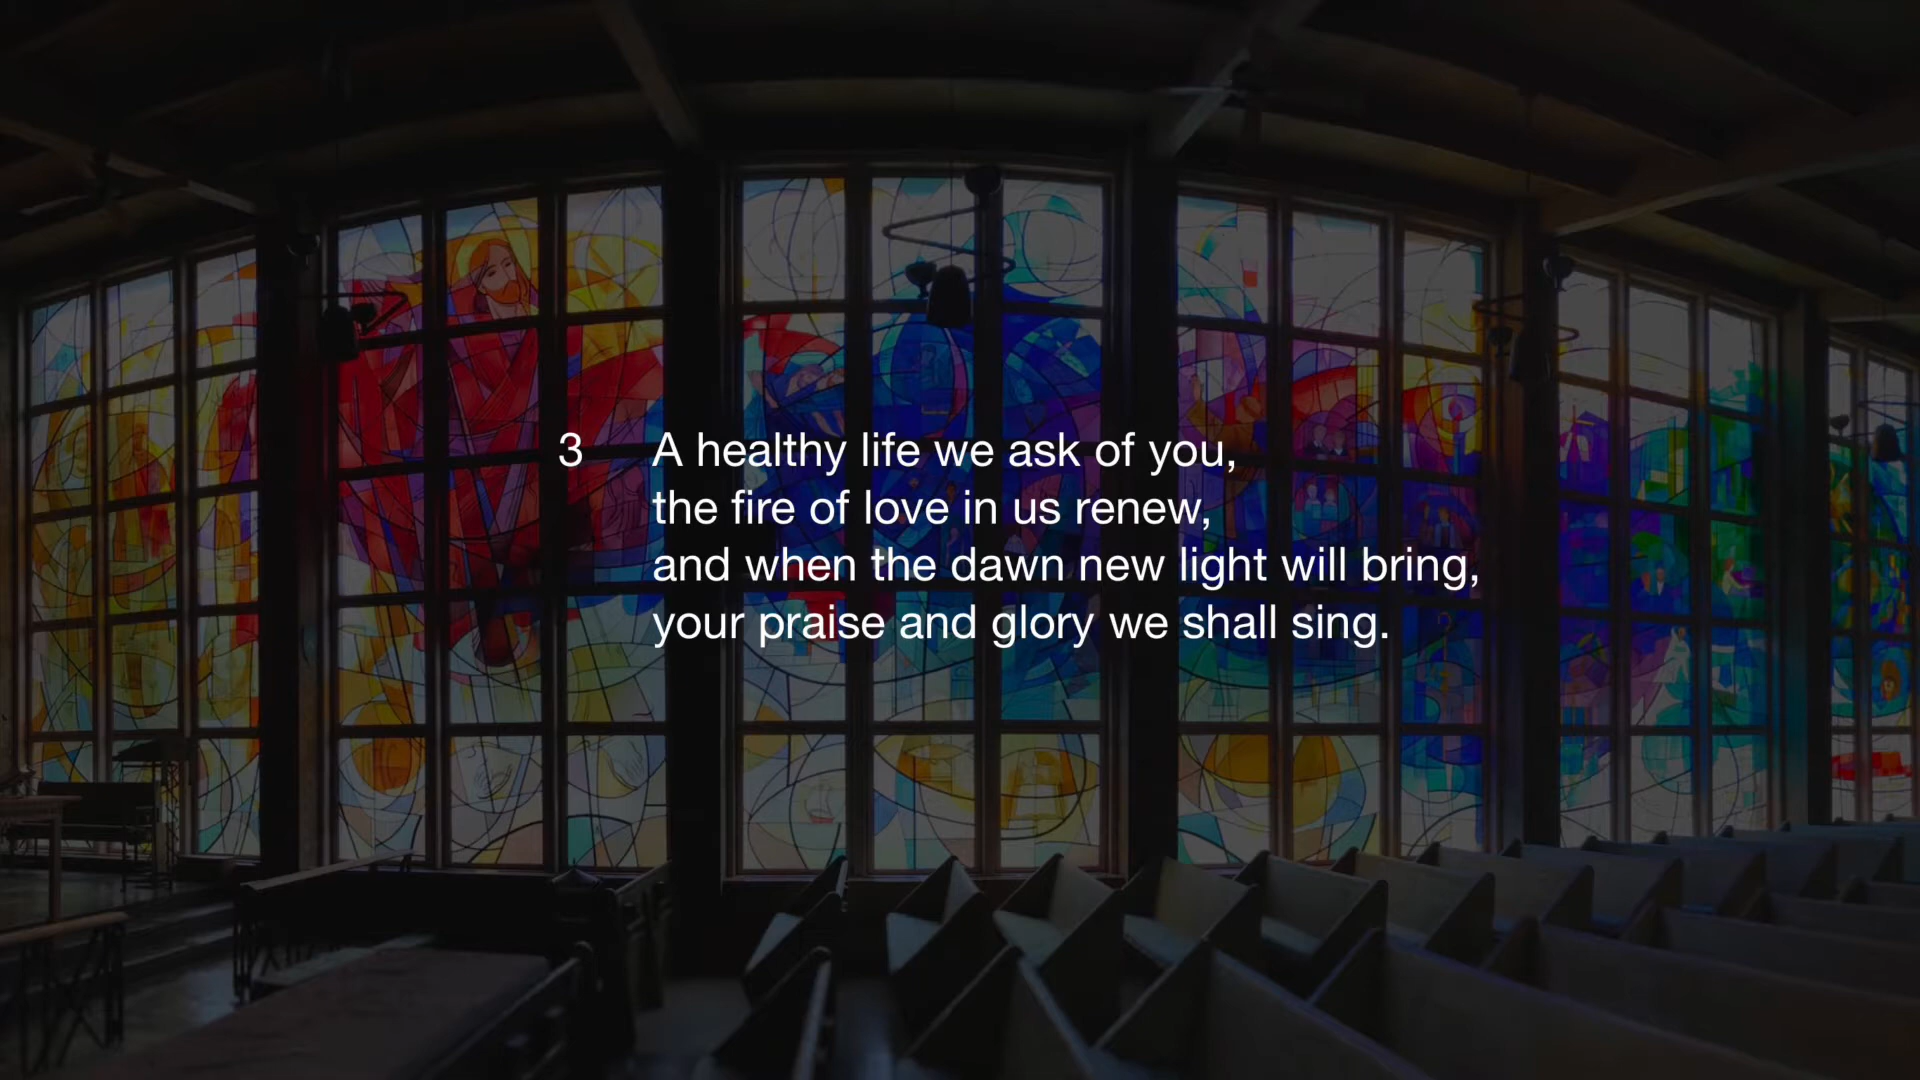 3 A healthy life we ask of you,
the fire of love in us renew,
and when the dawn new light will bring,
your praise and glory we shall sing.